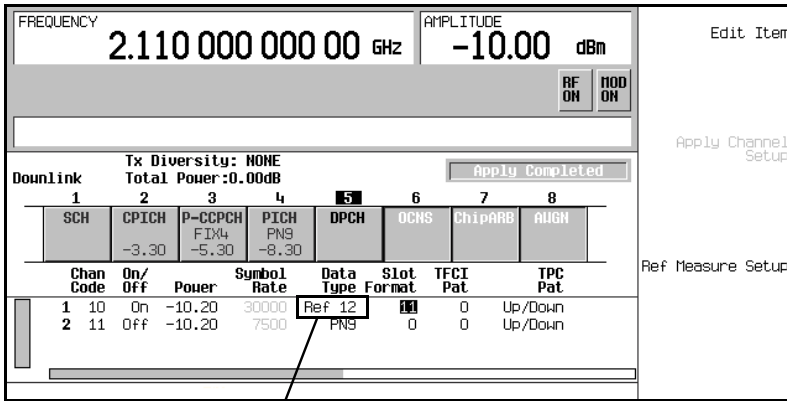 FREQUENCY
2.110 000 000 00 GHz
AMPLITUDE
-10.00 dBm
RF ON
MOD ON
Edit Item
Apply Channel
Setup
Ref Measure Setup
Tx Diversity: NONE
Downlink Total Power:0.00dB
Apply Completed
1 2 3 4 5 6 7 8
SCH CPICH P-CCPCH PICH DPCH OCNS ChipARB AWGN
FIX4 PN9
-3.30 -5.30 -8.30
Chan On/ Symbol Data Slot TFCI TPC
Code Off Power Rate Type Format Pat Pat
1 10 On -10.20 30000 Ref 12 11 0 Up/Down
2 11 Off -10.20 7500 PN9 0 0 Up/Down